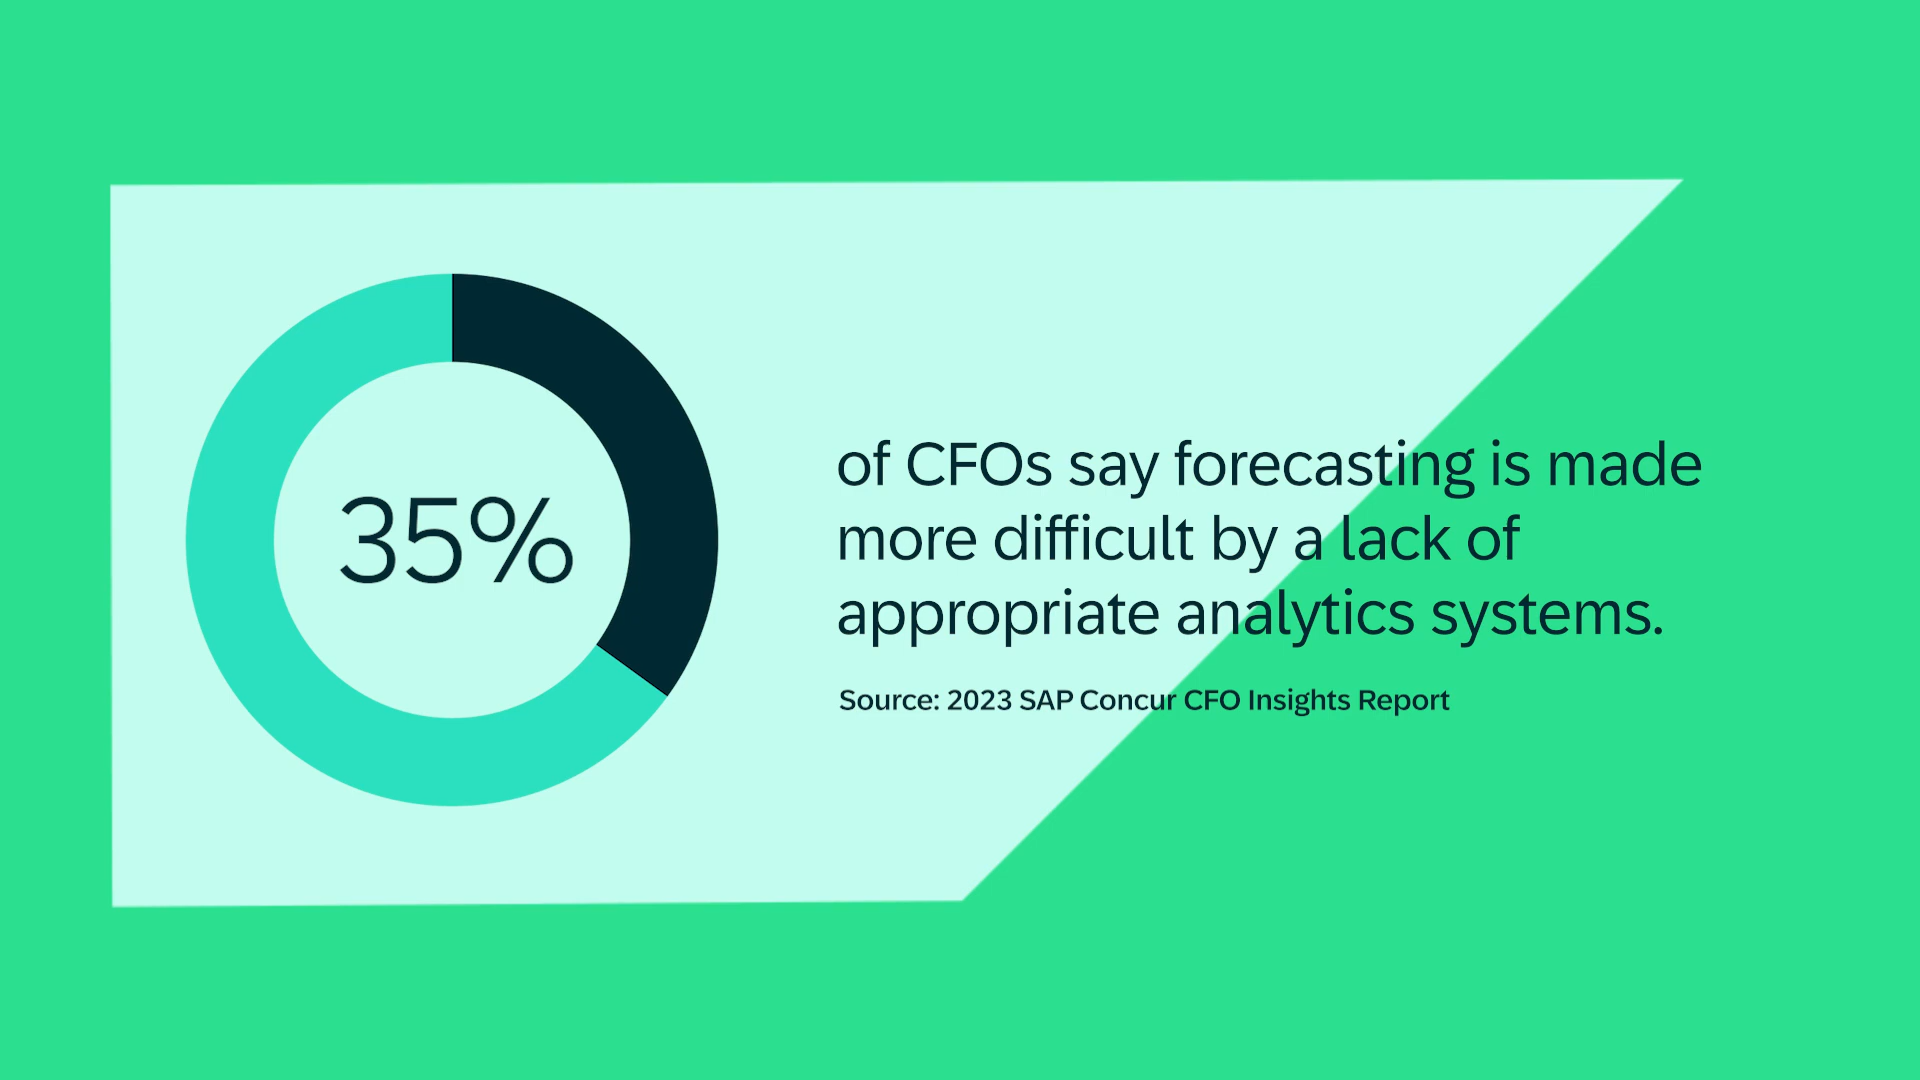 35%
of CFOs say forecasting is made
more difficult by a lack of
appropriate analytics systems.
Source: 2023 SAP Concur CFO Insights Report